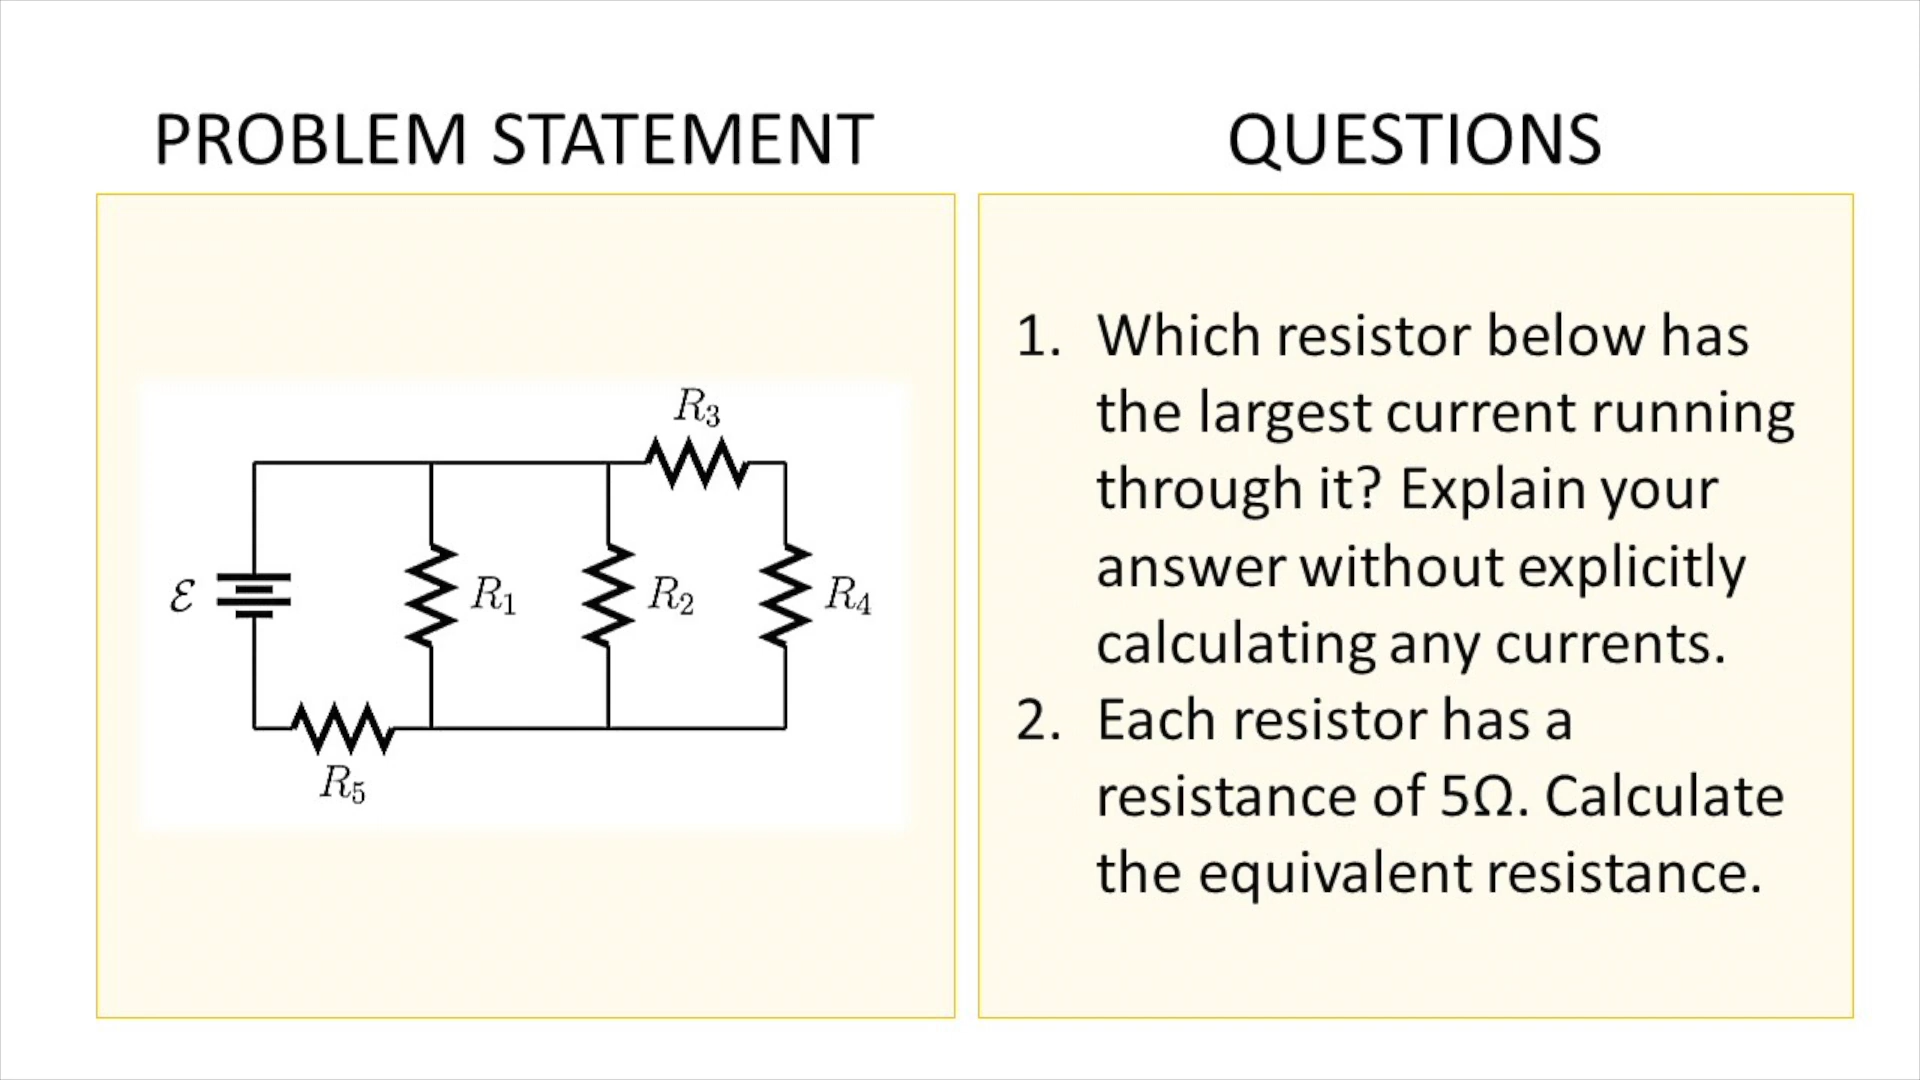 PROBLEM STATEMENT
R₃
ℰ
R₁
R₂
R₄
R₅
QUESTIONS
1. Which resistor below has
the largest current running
through it? Explain your
answer without explicitly
calculating any currents.
2. Each resistor has a
resistance of 5Ω. Calculate
the equivalent resistance.